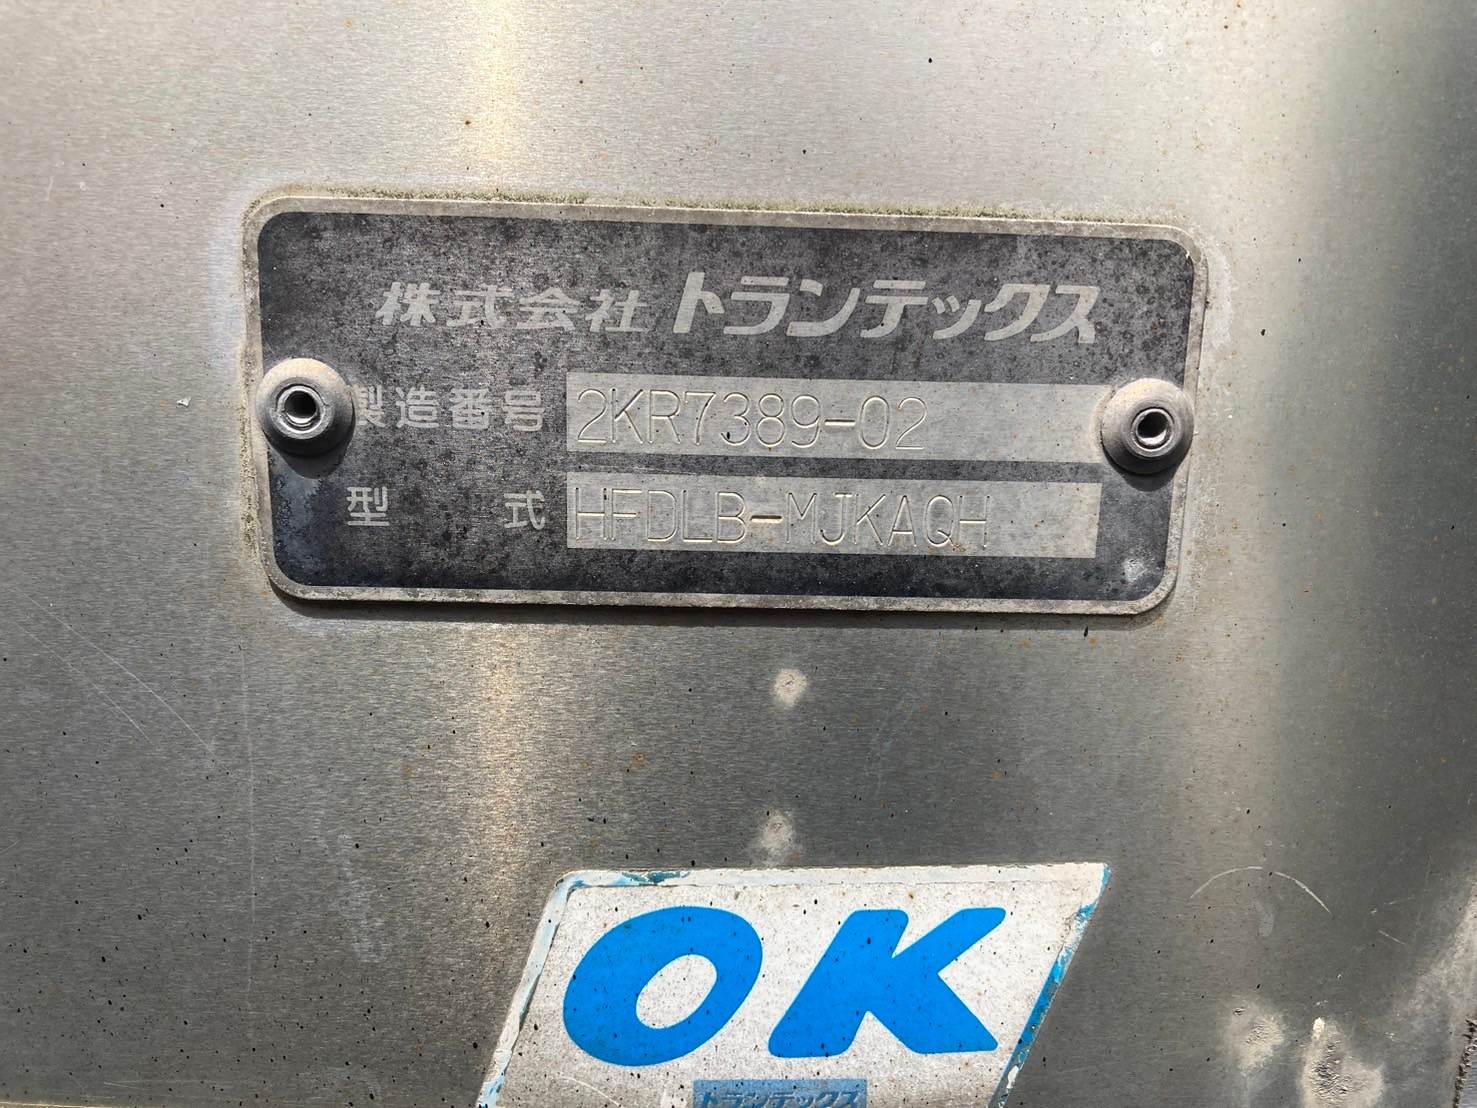 株式会社 トランテックス
製造番号 2KR7389-02
型式 HFDLB-MJKAQH
OK
トランテックス